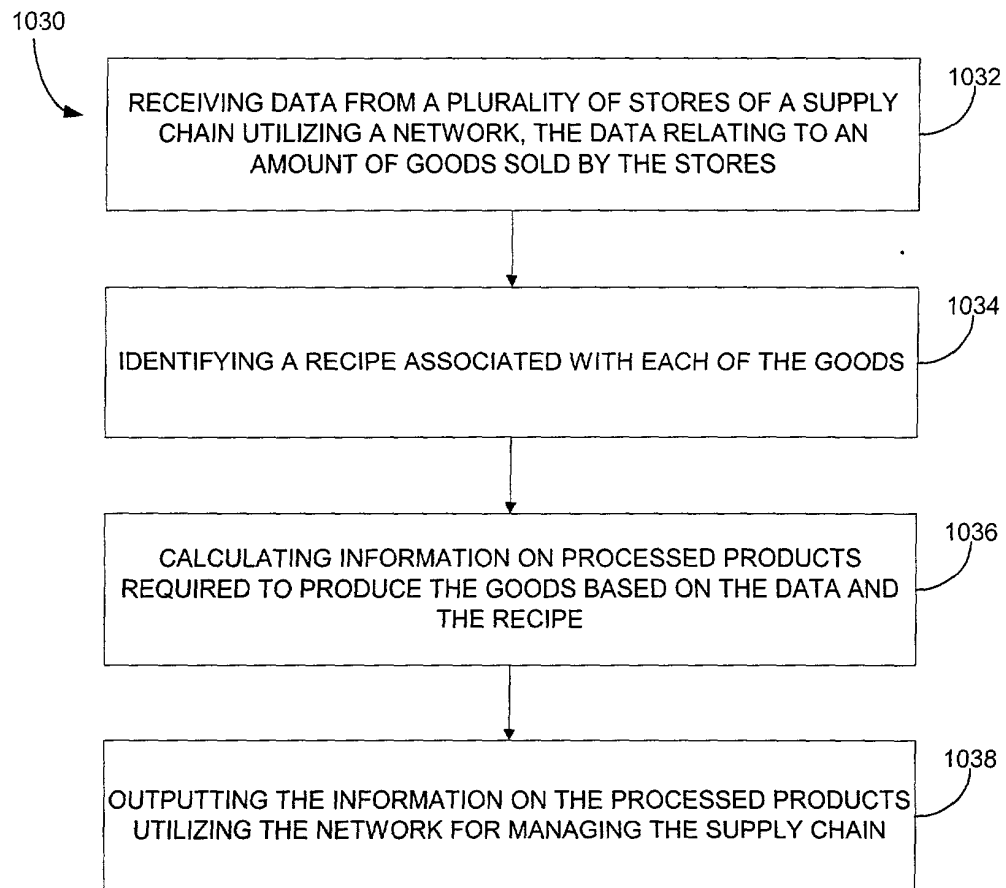 1030
1032
RECEIVING DATA FROM A PLURALITY OF STORES OF A SUPPLY
CHAIN UTILIZING A NETWORK, THE DATA RELATING TO AN
AMOUNT OF GOODS SOLD BY THE STORES
1034
IDENTIFYING A RECIPE ASSOCIATED WITH EACH OF THE GOODS
1036
CALCULATING INFORMATION ON PROCESSED PRODUCTS
REQUIRED TO PRODUCE THE GOODS BASED ON THE DATA AND
THE RECIPE
1038
OUTPUTTING THE INFORMATION ON THE PROCESSED PRODUCTS
UTILIZING THE NETWORK FOR MANAGING THE SUPPLY CHAIN